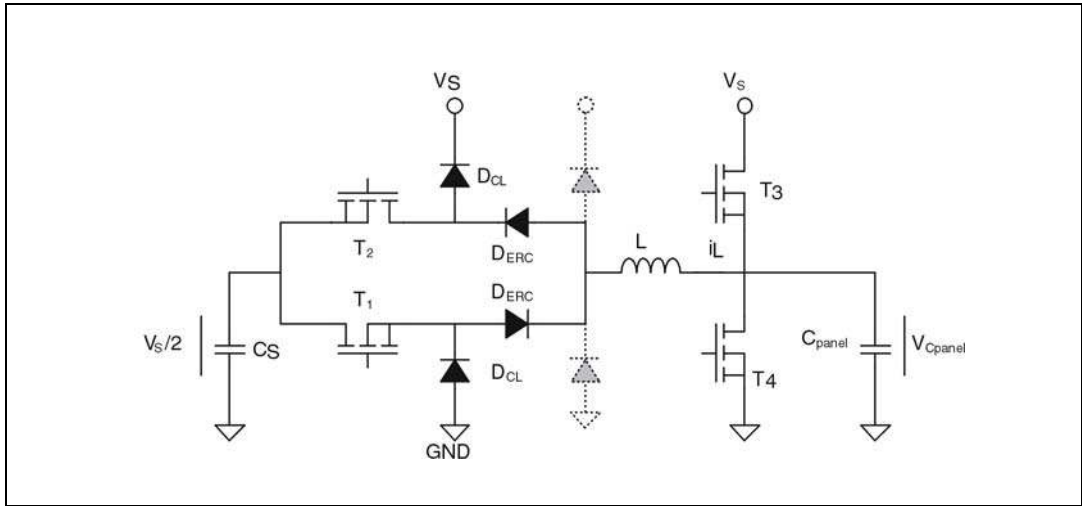 VS
VS
DCL
T3
T2
DERC
L
iL
DERC
T1
VS/2
CS
Cpanel
VCpanel
DCL
T4
GND